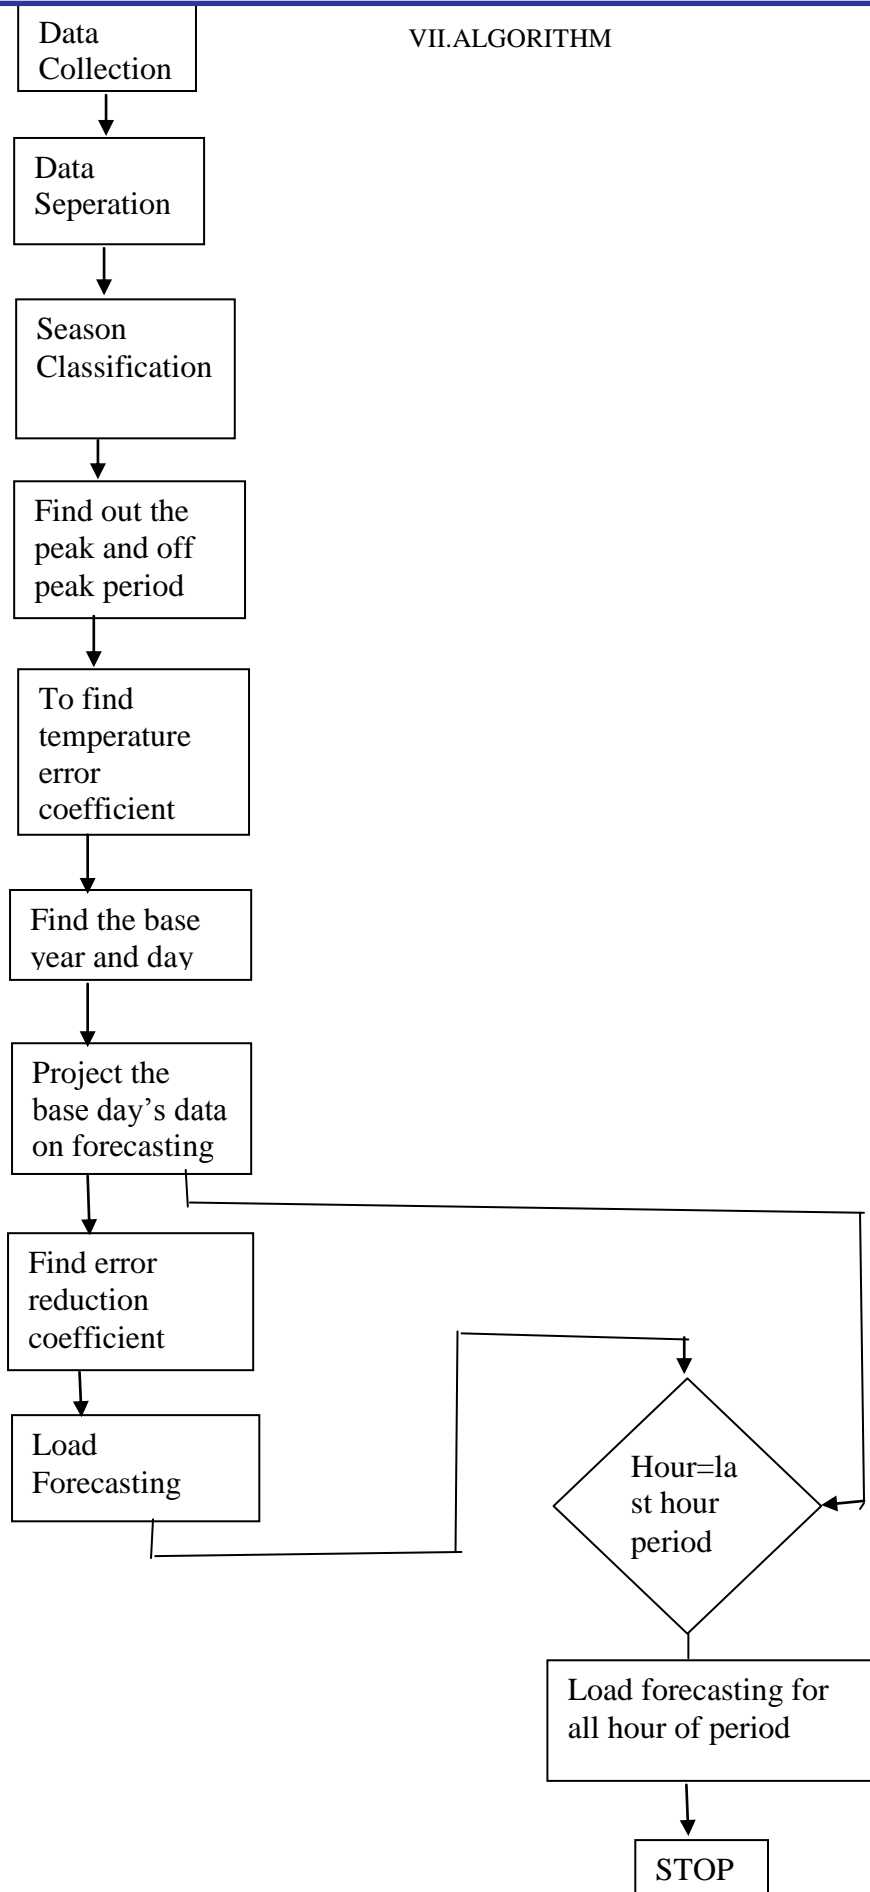 Data
Collection
VII.ALGORITHM
Data
Seperation
Season
Classification
Find out the
peak and off
peak period
To find
temperature
error
coefficient
Find the base
year and day
Project the
base day’s data
on forecasting
Find error
reduction
coefficient
Load
Forecasting
Hour=la
st hour
period
Load forecasting for
all hour of period
STOP